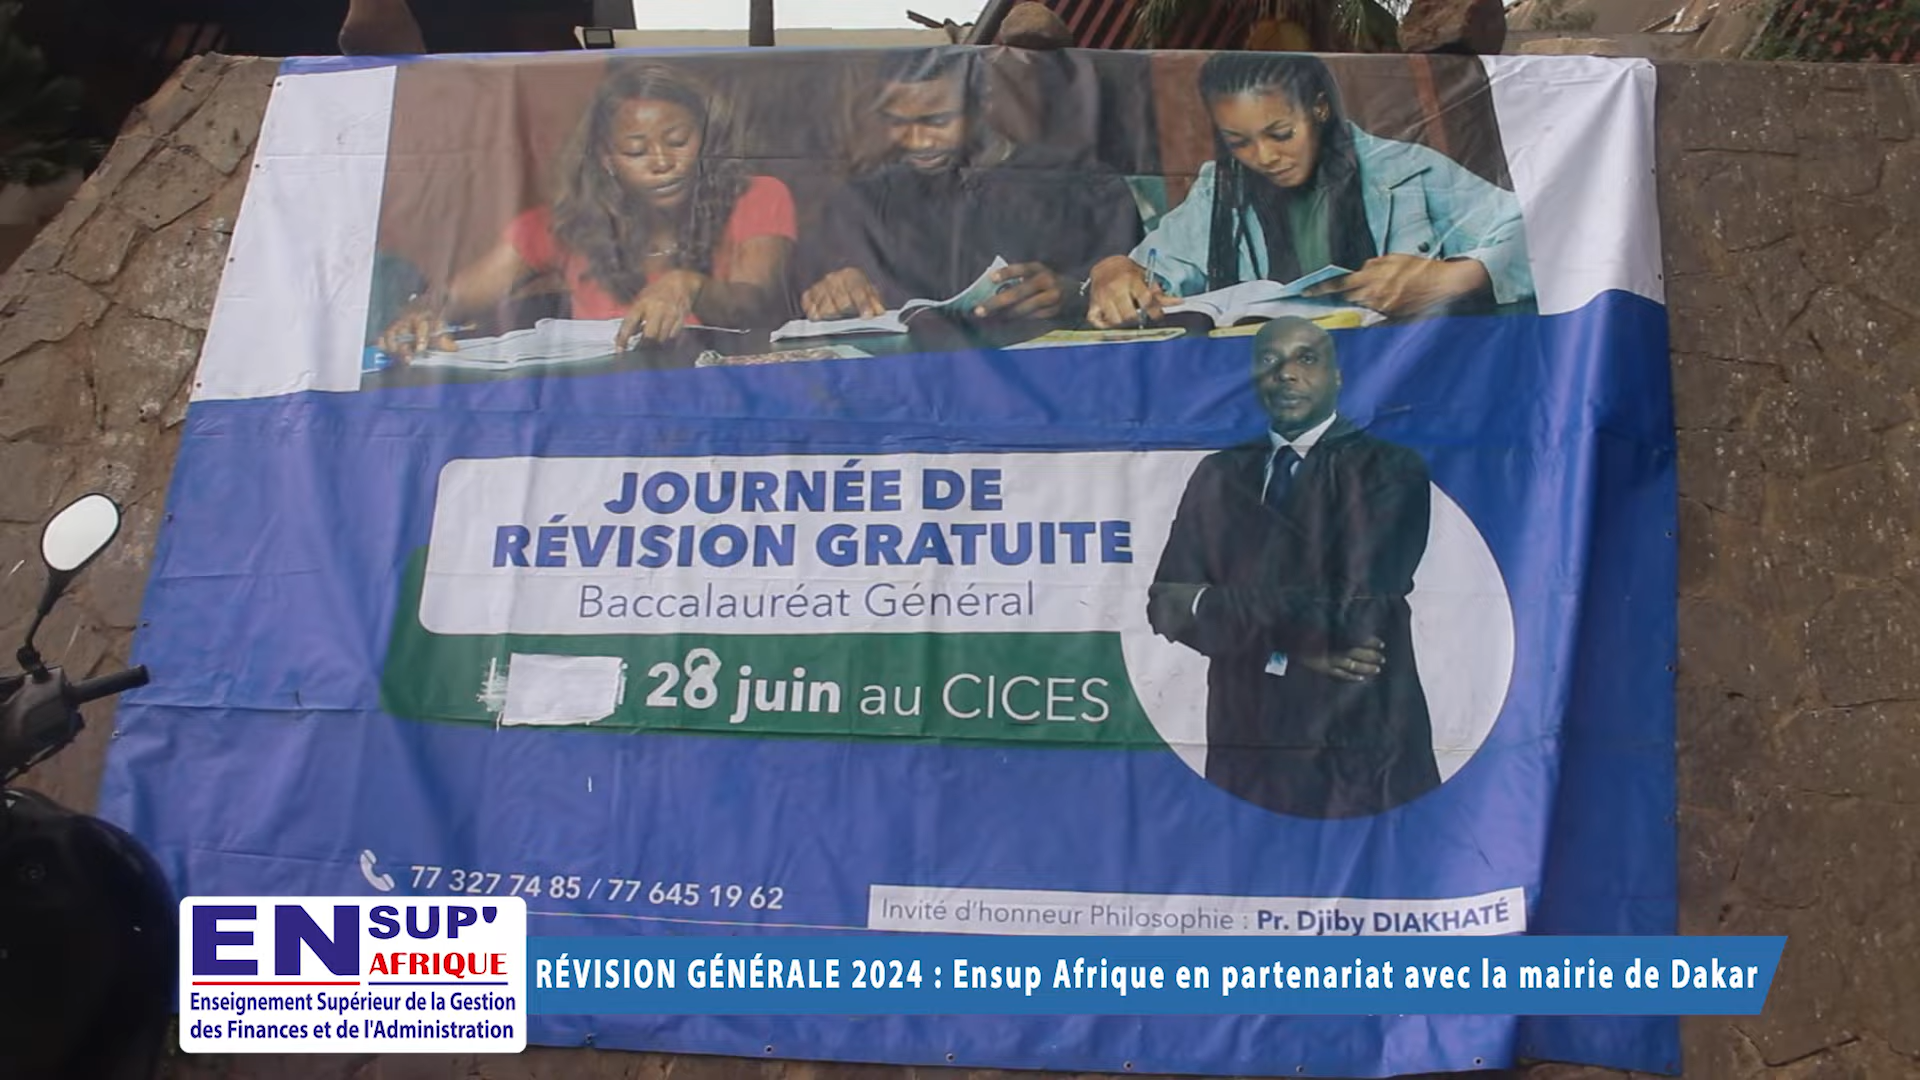 JOURNÉE DE
RÉVISION GRATUITE
Baccalauréat Général
28 juin au CICES
77 327 74 85 / 77 645 19 62
Invité d'honneur Philosophie : Pr. Djiby DIAKHATÉ
ENSUP'
AFRIQUE
Enseignement Supérieur de la Gestion
des Finances et de l'Administration
RÉVISION GÉNÉRALE 2024 : Ensup Afrique en partenariat avec la mairie de Dakar